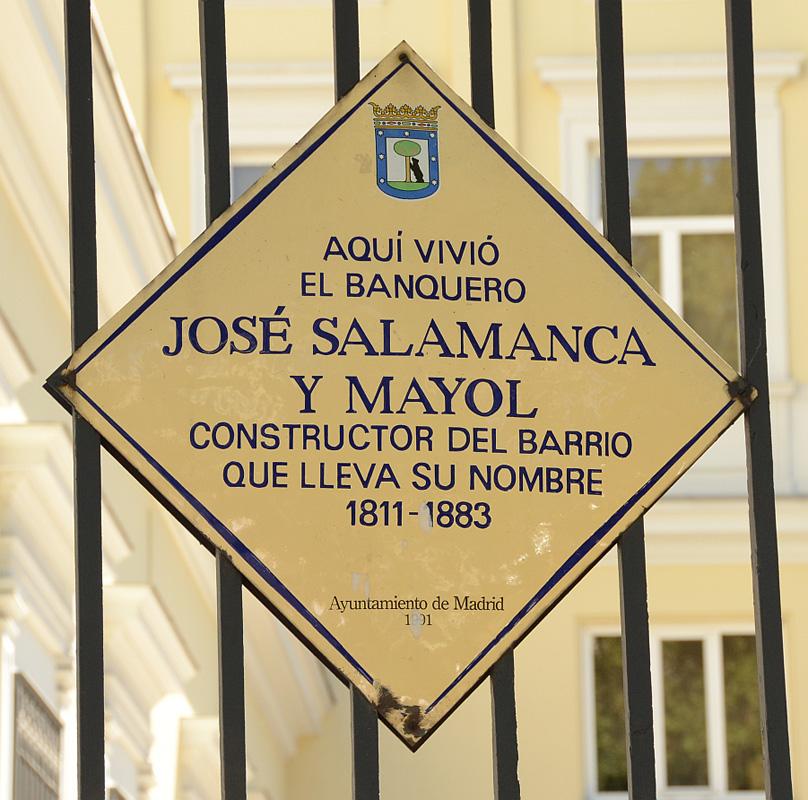 AQUÍ VIVIÓ
EL BANQUERO
JOSÉ SALAMANCA
Y MAYOL
CONSTRUCTOR DEL BARRIO
QUE LLEVA SU NOMBRE
1811-1883
Ayuntamiento de Madrid